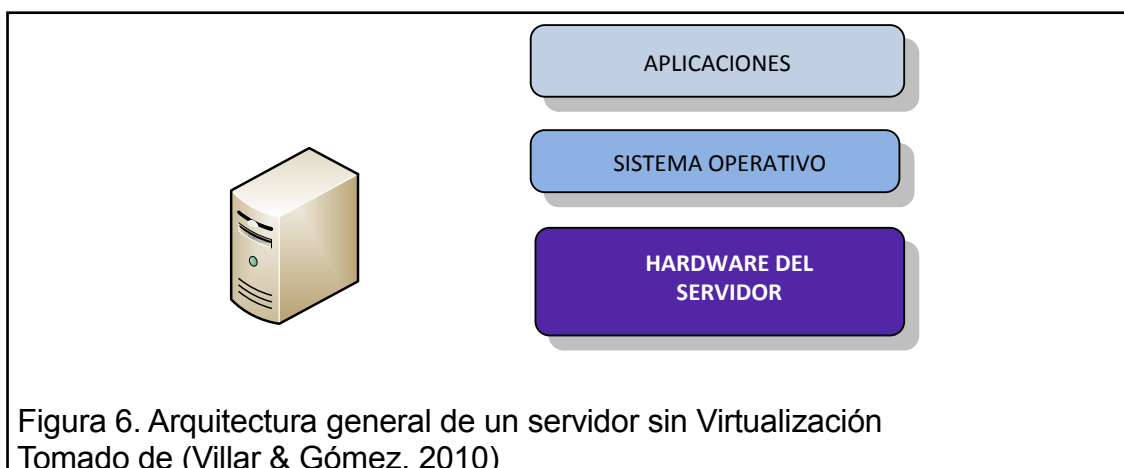 APLICACIONES
SISTEMA OPERATIVO
HARDWARE DEL
SERVIDOR
Figura 6. Arquitectura general de un servidor sin Virtualización
Tomado de (Villar & Gómez, 2010)